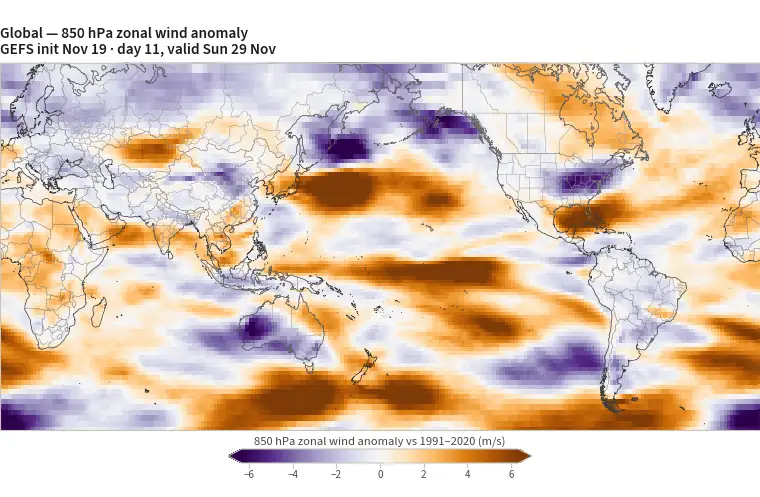 Global — 850 hPa zonal wind anomaly
GEFS init Nov 19 · day 11, valid Sun 29 Nov
850 hPa zonal wind anomaly vs 1991–2020 (m/s)
−6 −4 −2 0 2 4 6